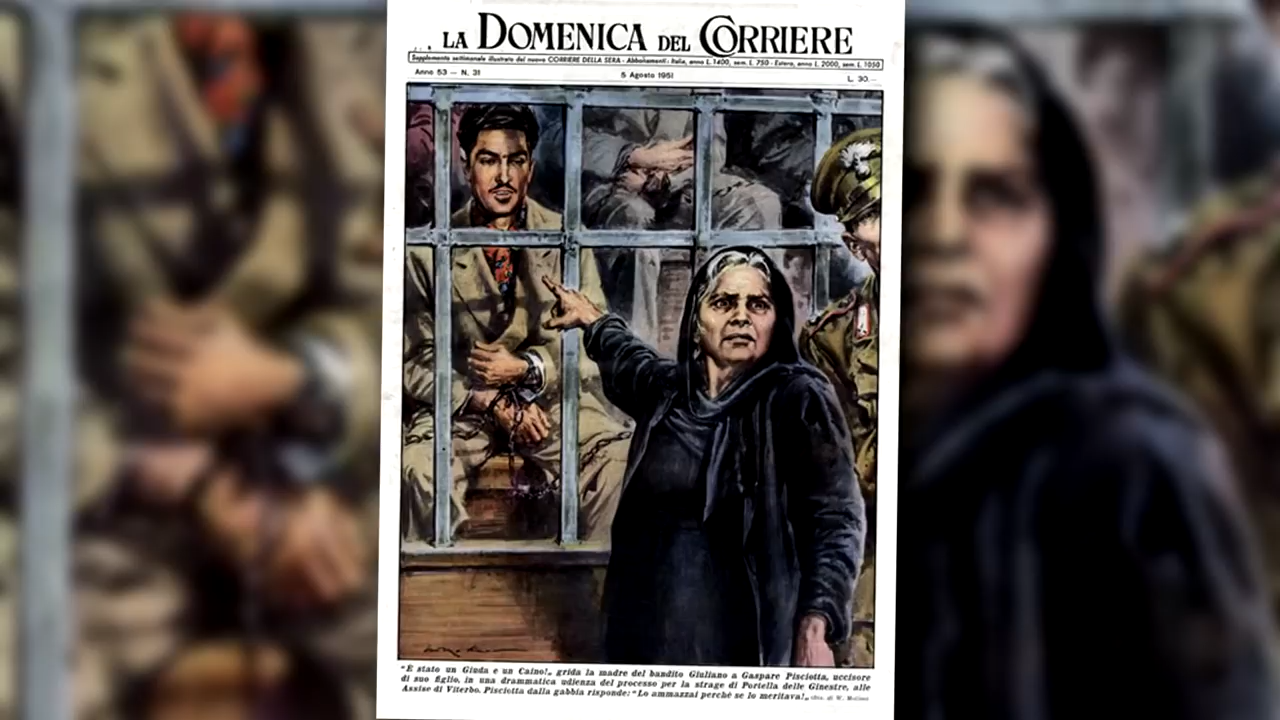 LA DOMENICA DEL CORRIERE
Supplemento settimanale illustrato del nuovo CORRIERE DELLA SERA - Abbonamenti: Italia, anno L. 1400, sem. L. 750 - Estero, anno L. 2000, sem. L. 1050
Anno 53 — N. 31
5 Agosto 1951
L. 30.—
"È stato un Giuda e un Caino!„ grida la madre del bandito Giuliano a Gaspare Pisciotta, uccisore
di suo figlio, in una drammatica udienza del processo per la strage di Portella delle Ginestre, alle
Assise di Viterbo. Pisciotta dalla gabbia risponde: "Lo ammazzai perché se lo meritava!„ (Dis. di W. Molino)